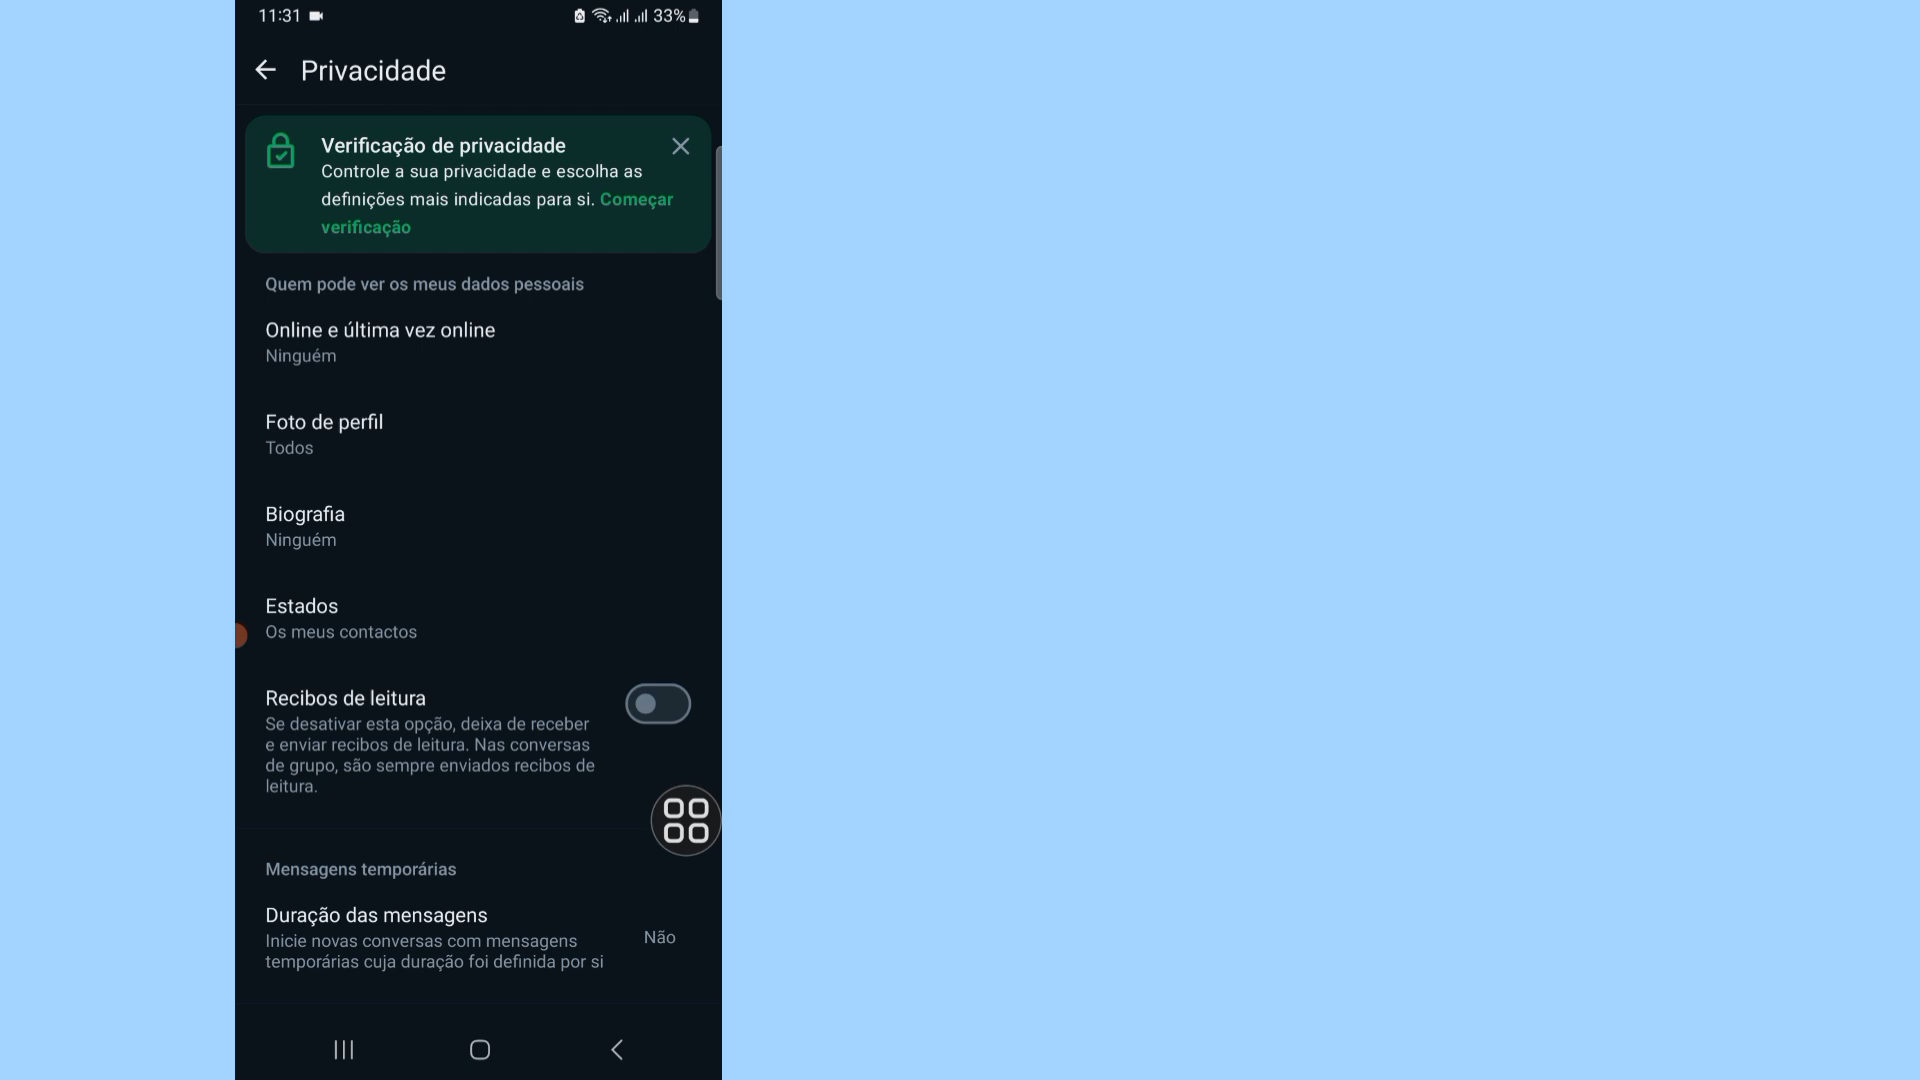 11:31
33%
Privacidade
Verificação de privacidade
Controle a sua privacidade e escolha as
definições mais indicadas para si. Começar
verificação
Quem pode ver os meus dados pessoais
Online e última vez online
Ninguém
Foto de perfil
Todos
Biografia
Ninguém
Estados
Os meus contactos
Recibos de leitura
Se desativar esta opção, deixa de receber
e enviar recibos de leitura. Nas conversas
de grupo, são sempre enviados recibos de
leitura.
Mensagens temporárias
Duração das mensagens
Inicie novas conversas com mensagens
temporárias cuja duração foi definida por si
Não